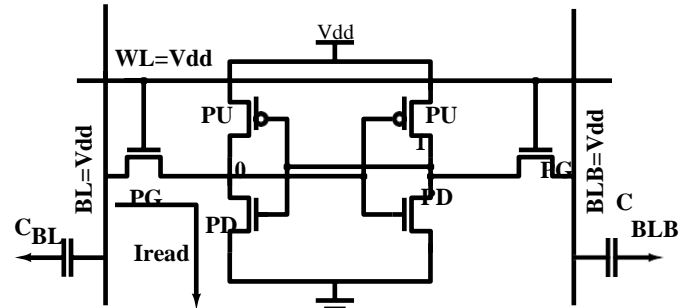 Vdd
WL=Vdd
PU
PU
1
BL=Vdd
BLB=Vdd
0
PG
PG
PD
PD
CBL
Iread
C
BLB